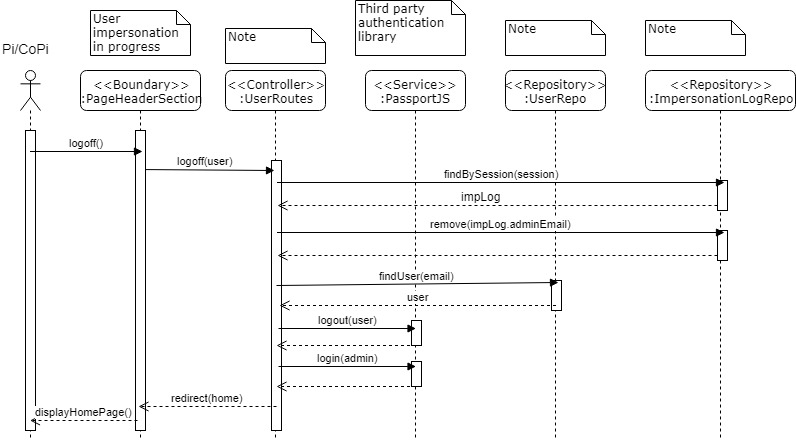 User
impersonation
in progress
Note
Third party
authentication
library
Note
Note
Pi/CoPi
<<Boundary>>
:PageHeaderSection
<<Controller>>
:UserRoutes
<<Service>>
:PassportJS
<<Repository>>
:UserRepo
<<Repository>>
:ImpersonationLogRepo
logoff()
logoff(user)
findBySession(session)
impLog
remove(impLog.adminEmail)
findUser(email)
user
logout(user)
login(admin)
redirect(home)
displayHomePage()